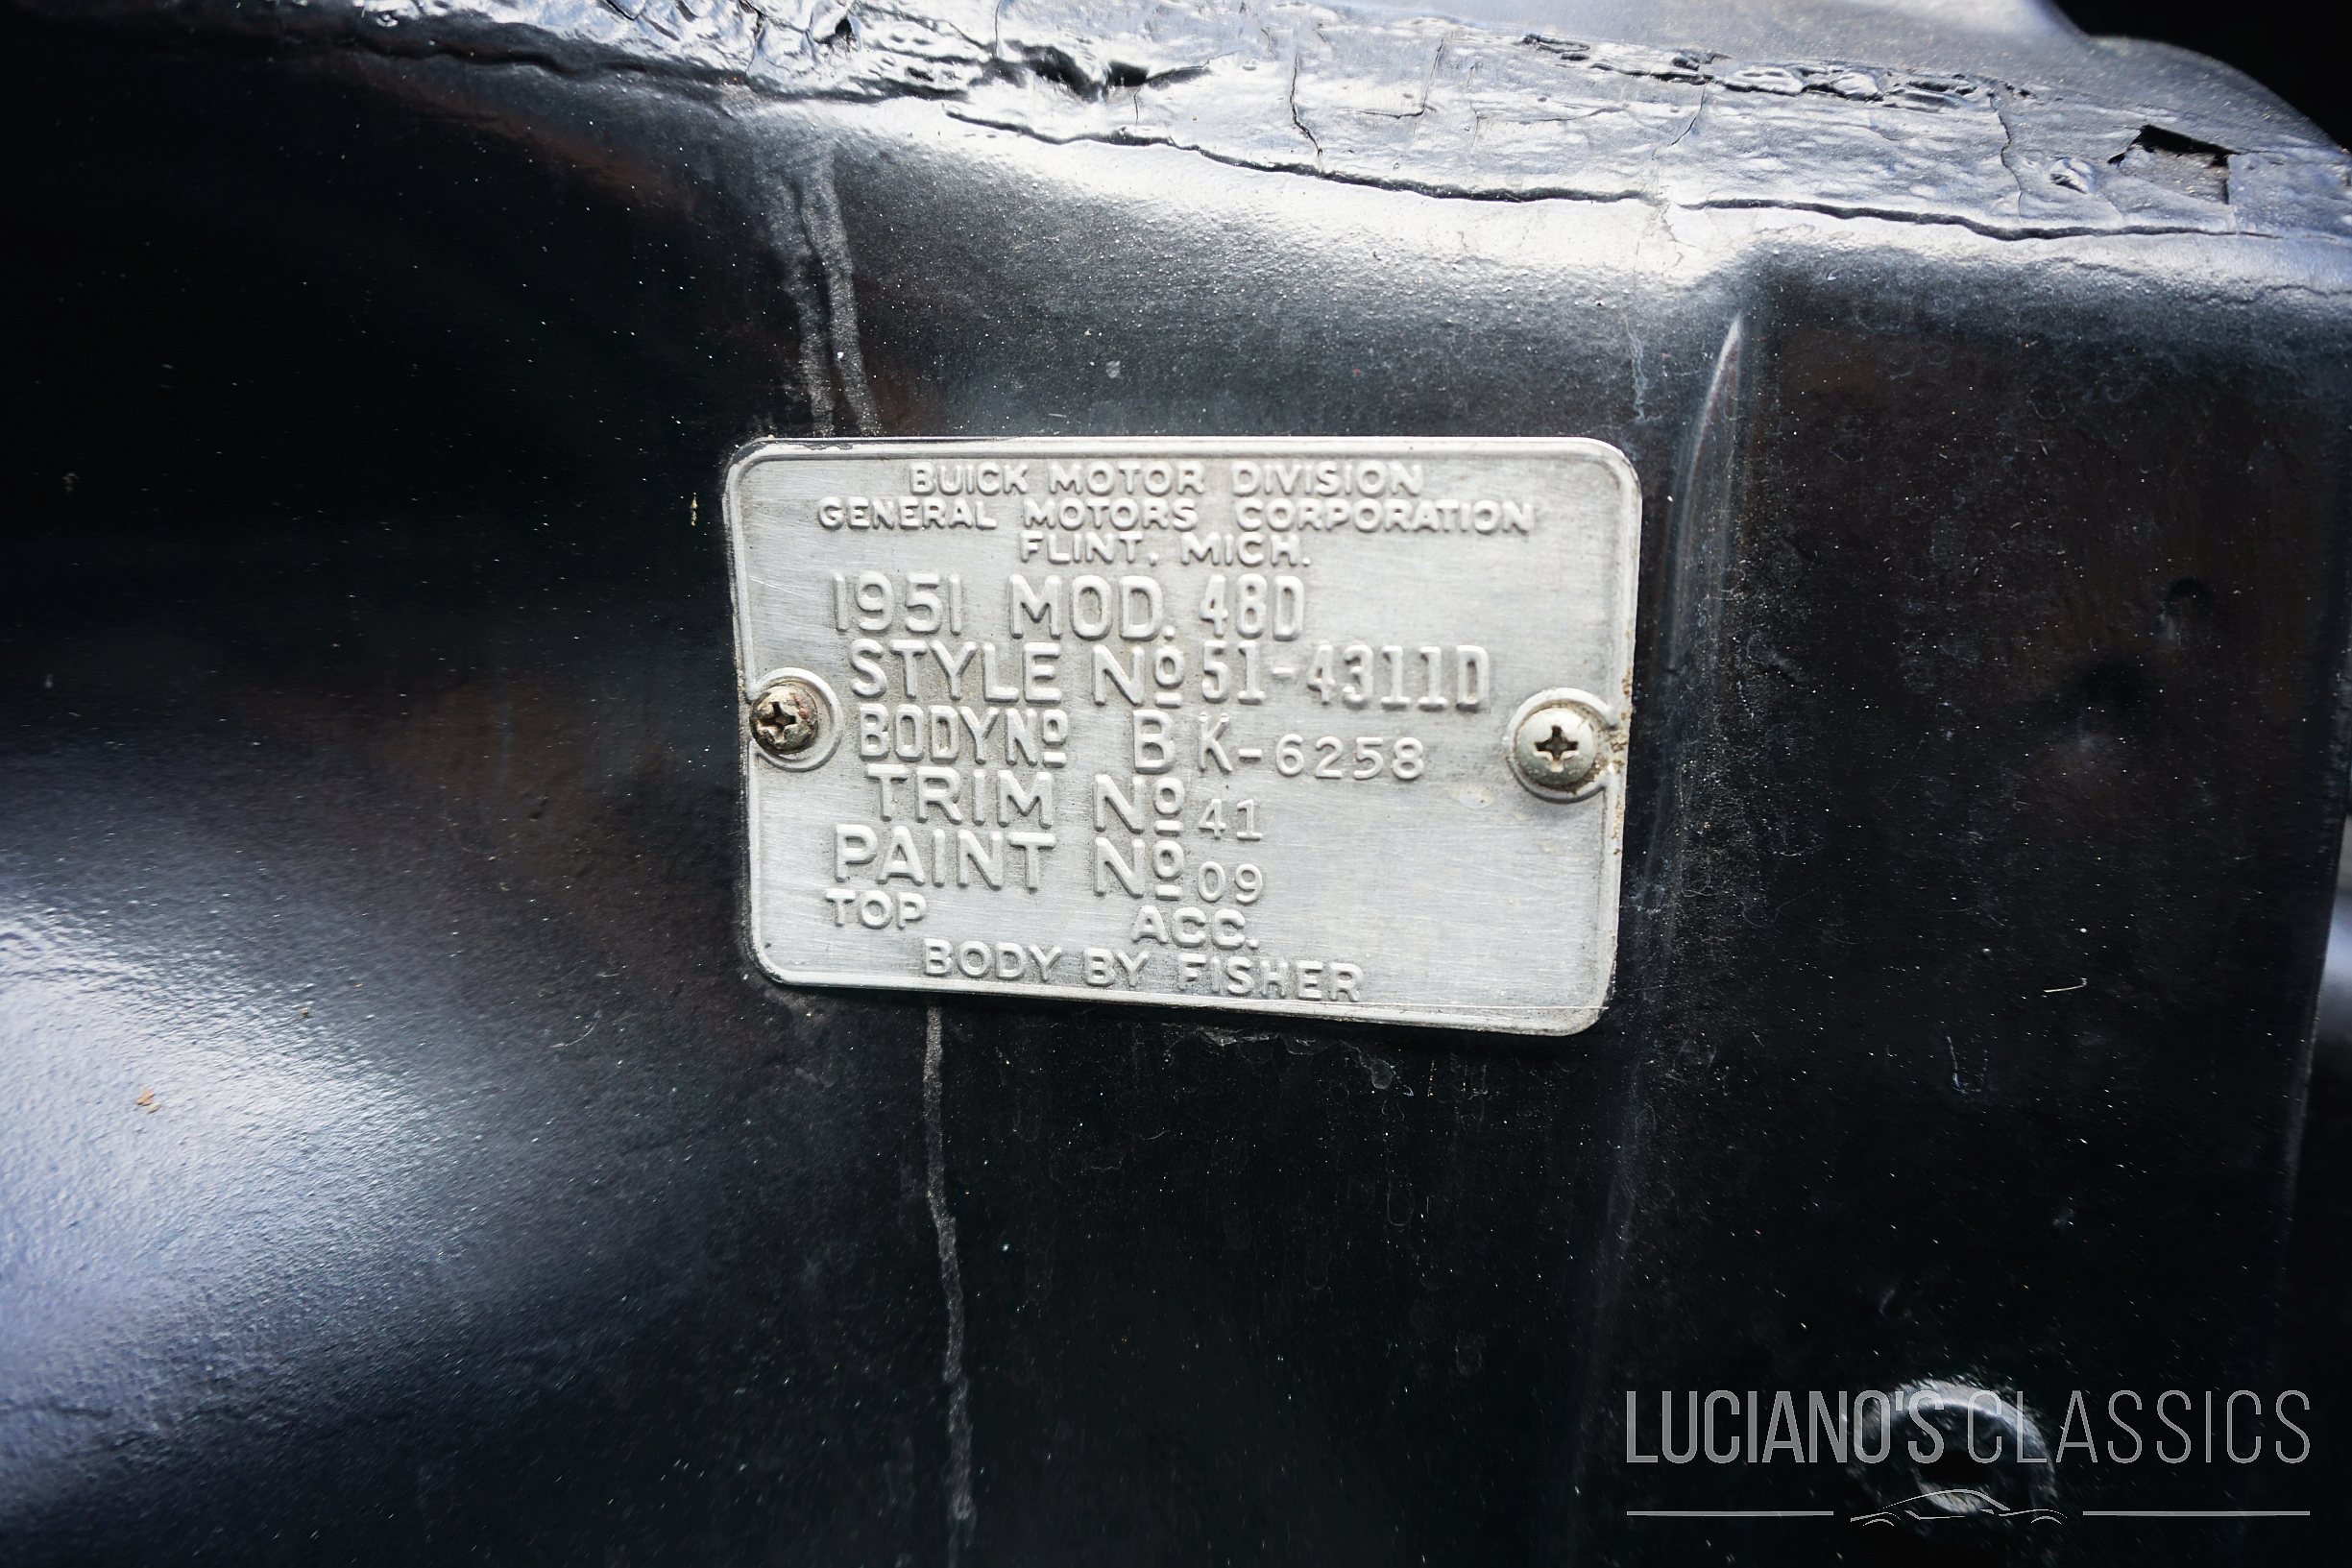 BUICK MOTOR DIVISION
GENERAL MOTORS CORPORATION
FLINT, MICH.
1951 MOD. 48D
STYLE Nº 51-4311D
BODY Nº B K-6258
TRIM Nº 41
PAINT Nº 09
TOP ACC.
BODY BY FISHER
LUCIANO'S CLASSICS